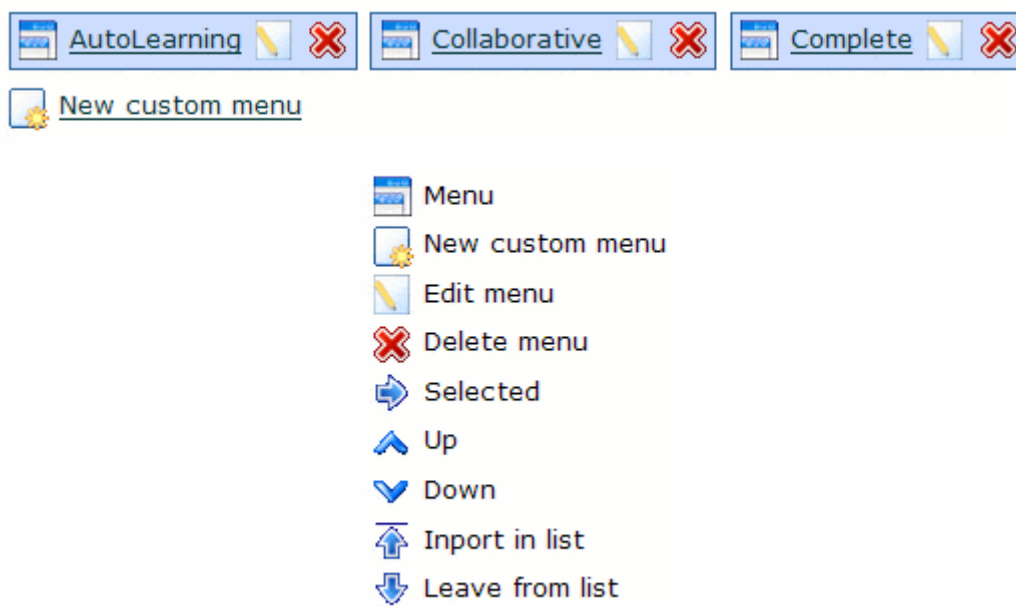 AutoLearning Collaborative Complete
New custom menu
Menu
New custom menu
Edit menu
Delete menu
Selected
Up
Down
Inport in list
Leave from list